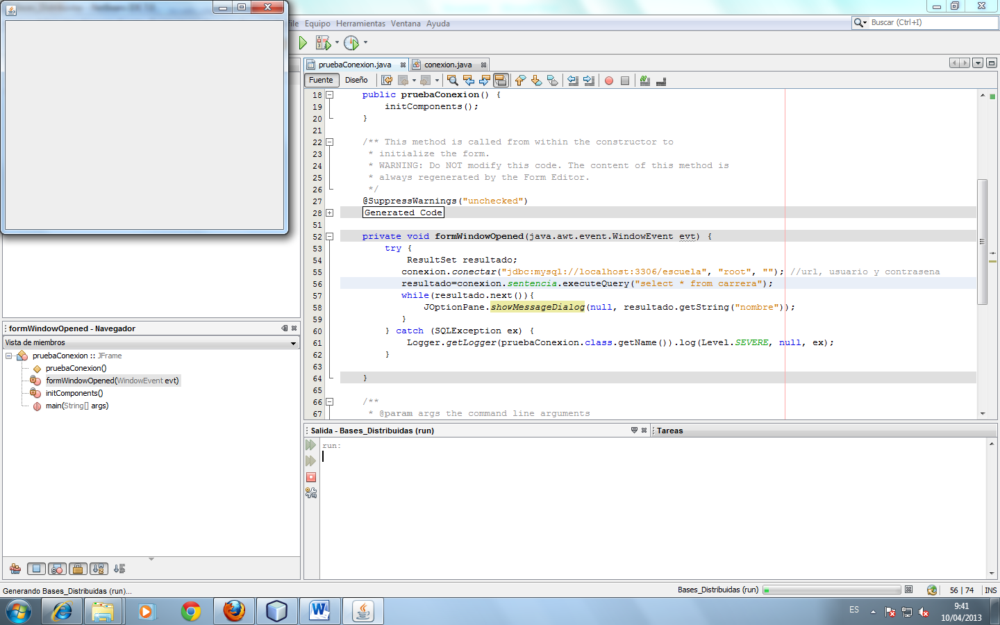 file Equipo Herramientas Ventana Ayuda
Buscar (Ctrl+I)
pruebaConexion.java conexion.java
Fuente Diseño
18 public pruebaConexion() {
19 initComponents();
20 }
21
22 /** This method is called from within the constructor to
23 * initialize the form.
24 * WARNING: Do NOT modify this code. The content of this method is
25 * always regenerated by the Form Editor.
26 */
27 @SuppressWarnings("unchecked")
28 Generated Code
51
52 private void formWindowOpened(java.awt.event.WindowEvent evt) {
53 try {
54 ResultSet resultado;
55 conexion.conectar("jdbc:mysql://localhost:3306/escuela", "root", ""); //url, usuario y contrasena
56 resultado=conexion.sentencia.executeQuery("select * from carrera");
57 while(resultado.next()){
58 JOptionPane.showMessageDialog(null, resultado.getString("nombre"));
59 }
60 } catch (SQLException ex) {
61 Logger.getLogger(pruebaConexion.class.getName()).log(Level.SEVERE, null, ex);
62 }
63
64 }
65
66 /**
67 * @param args the command line arguments
formWindowOpened - Navegador
Vista de miembros
pruebaConexion :: JFrame
pruebaConexion()
formWindowOpened(WindowEvent evt)
initComponents()
main(String[] args)
Salida - Bases_Distribuidas (run)
Tareas
run:
Generando Bases_Distribuidas (run)...
Bases_Distribuidas (run)
56 | 74 INS
ES
9:41
10/04/2013